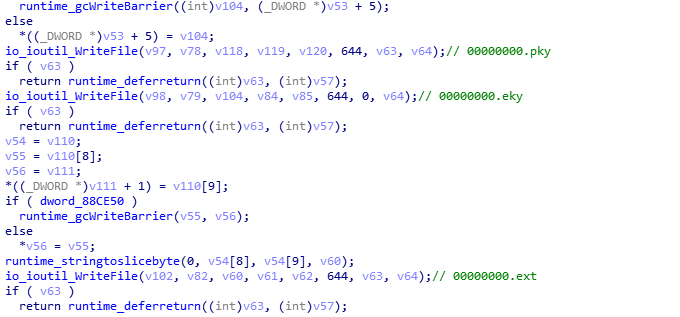 runtime_gcWriteBarrier((int)v104, (_DWORD *)v53 + 5);
else
*((_DWORD *)v53 + 5) = v104;
io_ioutil_WriteFile(v97, v78, v118, v119, v120, 644, v63, v64);// 00000000.pky
if ( v63 )
return runtime_deferreturn((int)v63, (int)v57);
io_ioutil_WriteFile(v98, v79, v104, v84, v85, 644, 0, v64);// 00000000.eky
if ( v63 )
return runtime_deferreturn((int)v63, (int)v57);
v54 = v110;
v55 = v110[8];
v56 = v111;
*((_DWORD *)v111 + 1) = v110[9];
if ( dword_88CE50 )
runtime_gcWriteBarrier(v55, v56);
else
*v56 = v55;
runtime_stringtoslicebyte(0, v54[8], v54[9], v60);
io_ioutil_WriteFile(v102, v82, v60, v61, v62, 644, v63, v64);// 00000000.ext
if ( v63 )
return runtime_deferreturn((int)v63, (int)v57);